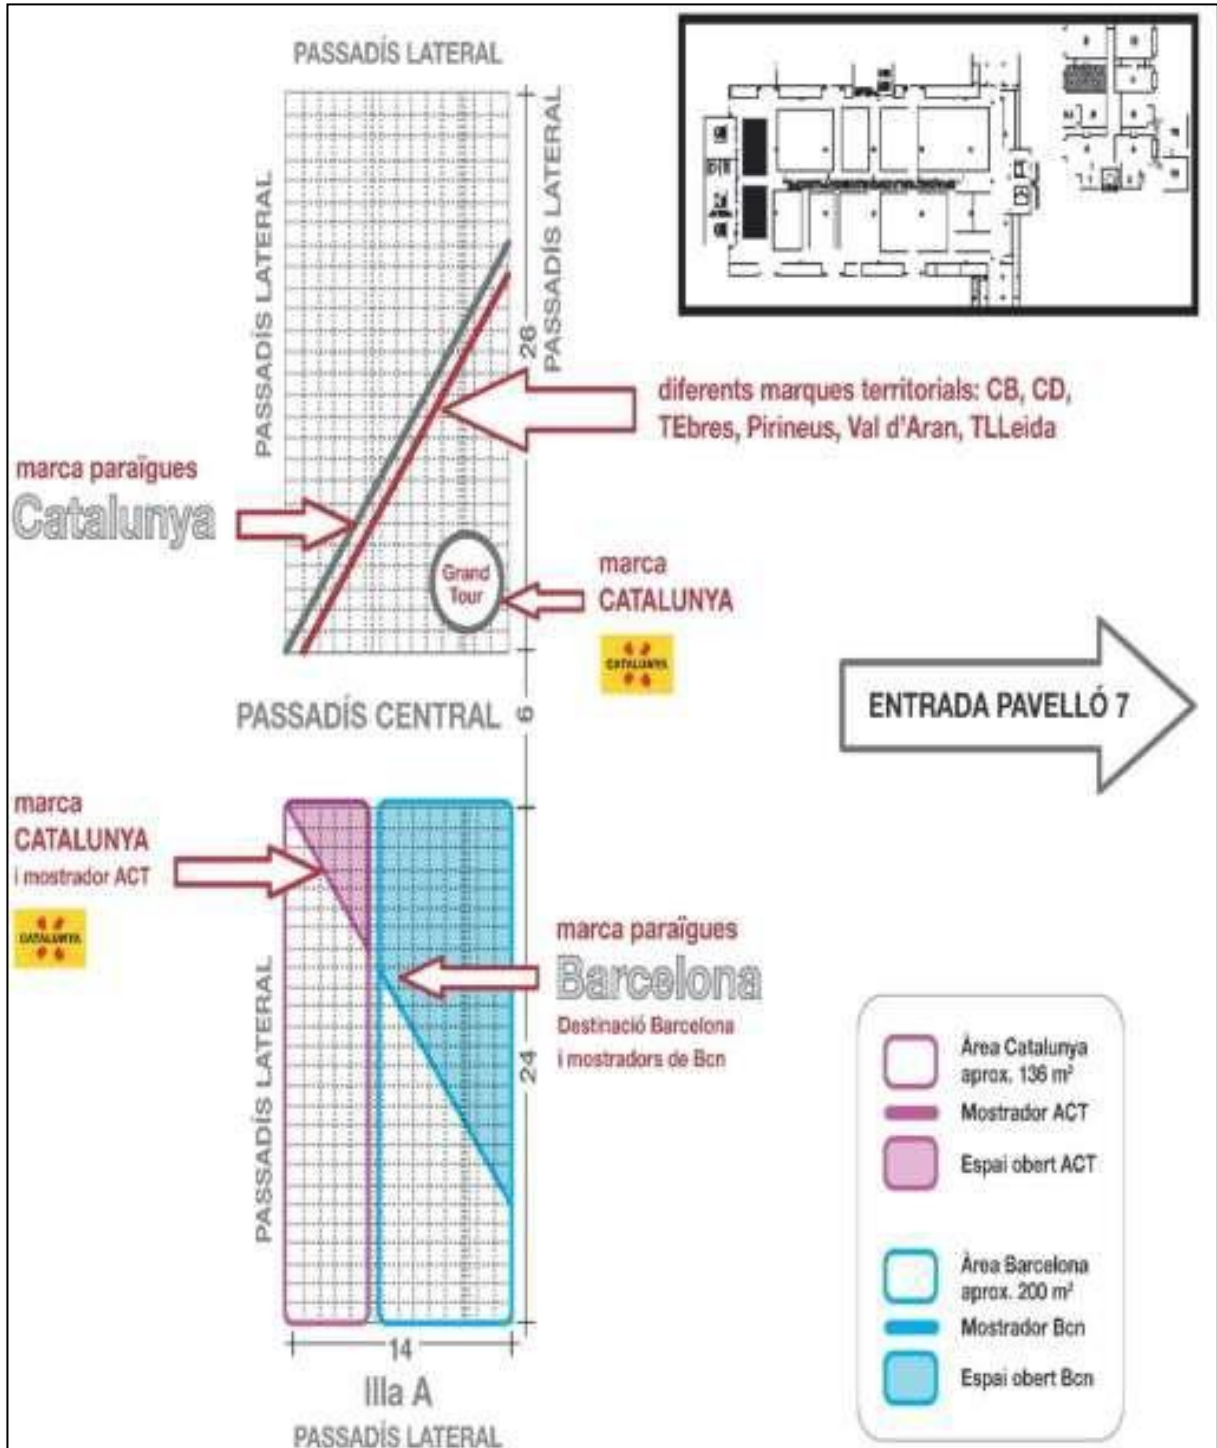 PASSADÍS LATERAL
PASSADÍS LATERAL
PASSADÍS LATERAL
26
diferents marques territorials: CB, CD,
TEbres, Pirineus, Val d'Aran, TLLeida
marca paraïgues
Catalunya
Grand
Tour
marca
CATALUNYA
CATALUNYA
PASSADÍS CENTRAL
6
ENTRADA PAVELLÓ 7
marca
CATALUNYA
i mostrador ACT
CATALUNYA
PASSADÍS LATERAL
marca paraïgues
Barcelona
Destinació Barcelona
i mostradors de Bcn
24
14
Illa A
PASSADÍS LATERAL
Àrea Catalunya
aprox. 136 m²
Mostrador ACT
Espai obert ACT
Àrea Barcelona
aprox. 200 m²
Mostrador Bcn
Espai obert Bcn